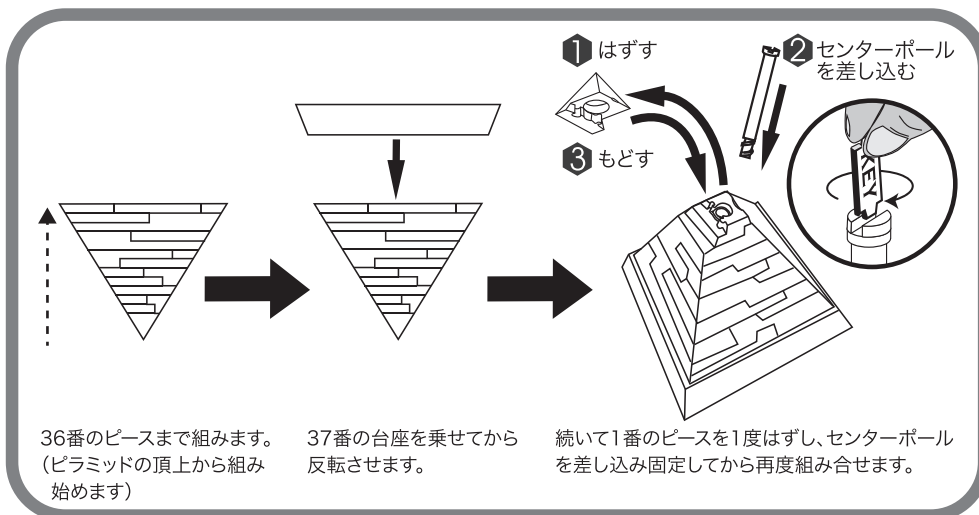 1 はずす
2 センターポール
を差し込む
3 もどす
KEY
36番のピースまで組みます。
（ピラミッドの頂上から組み
始めます）
37番の台座を乗せてから
反転させます。
続いて1番のピースを1度はずし、センターポール
を差し込み固定してから再度組み合せます。